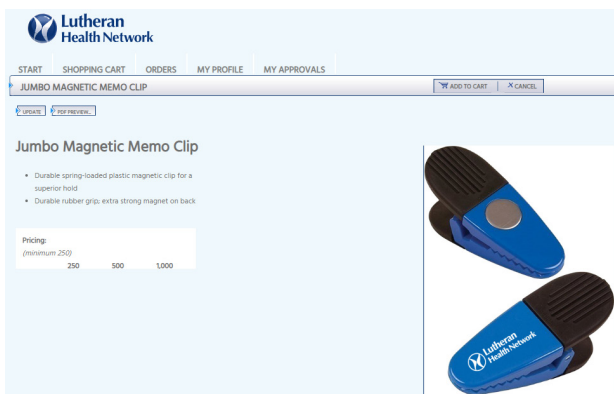 Lutheran
Health Network
START SHOPPING CART ORDERS MY PROFILE MY APPROVALS
JUMBO MAGNETIC MEMO CLIP ADD TO CART X CANCEL
UPDATE PDF PREVIEW...
Jumbo Magnetic Memo Clip
• Durable spring-loaded plastic magnetic clip for a
superior hold
• Durable rubber grip; extra strong magnet on back
Pricing:
(minimum 250)
250 500 1,000
Lutheran
Health Network